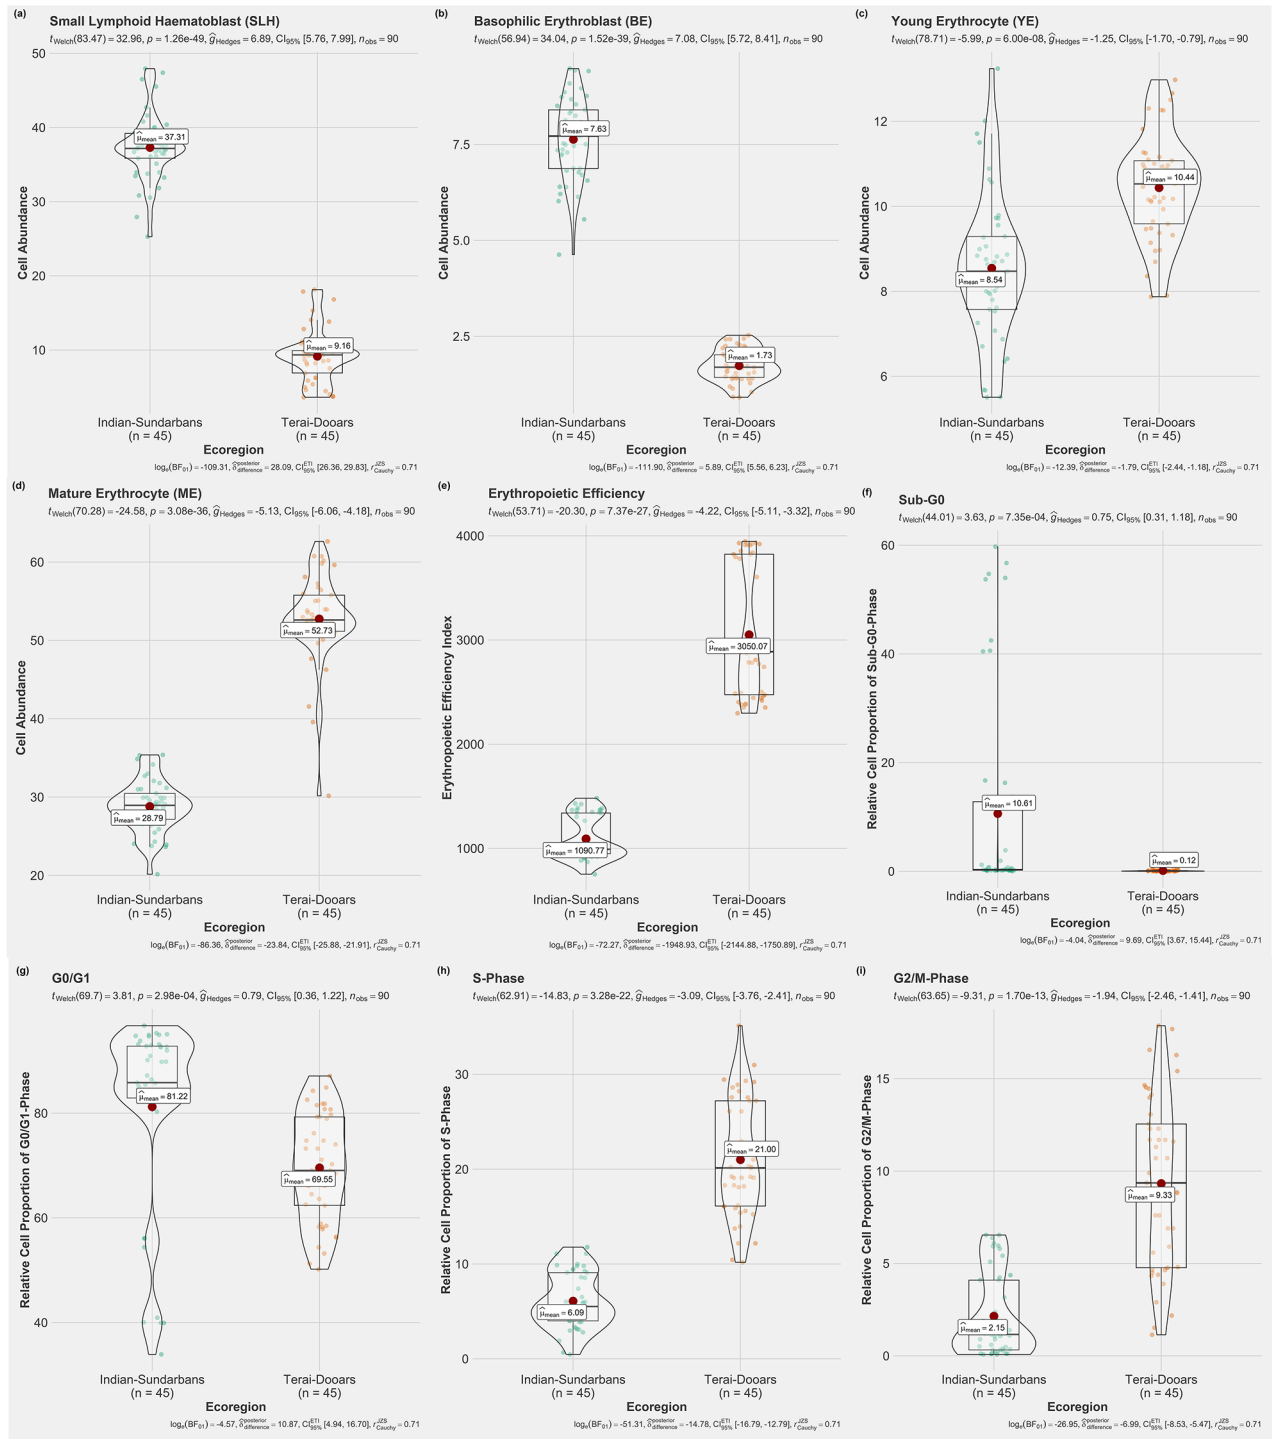 (a)
Small Lymphoid Haematoblast (SLH)
tWelch(83.47) = 32.96, p = 1.26e-49, ĝHedges = 6.89, CI95% [5.76, 7.99], nobs = 90
50
40
30
20
10
Cell Abundance
μ̂mean = 37.31
μ̂mean = 9.16
Indian-Sundarbans
(n = 45)
Terai-Dooars
(n = 45)
Ecoregion
loge(BF01) = -109.31, δ̂posterior difference = 28.09, CIETI 95% [26.36, 29.83], rJZS Cauchy = 0.71
(b)
Basophilic Erythroblast (BE)
tWelch(56.94) = 34.04, p = 1.52e-39, ĝHedges = 7.08, CI95% [5.72, 8.41], nobs = 90
7.5
5.0
2.5
Cell Abundance
μ̂mean = 7.63
μ̂mean = 1.73
Indian-Sundarbans
(n = 45)
Terai-Dooars
(n = 45)
Ecoregion
loge(BF01) = -111.90, δ̂posterior difference = 5.89, CIETI 95% [5.56, 6.23], rJZS Cauchy = 0.71
(c)
Young Erythrocyte (YE)
tWelch(78.71) = -5.99, p = 6.00e-08, ĝHedges = -1.25, CI95% [-1.70, -0.79], nobs = 90
12
10
8
6
Cell Abundance
μ̂mean = 8.54
μ̂mean = 10.44
Indian-Sundarbans
(n = 45)
Terai-Dooars
(n = 45)
Ecoregion
loge(BF01) = -12.39, δ̂posterior difference = -1.79, CIETI 95% [-2.44, -1.18], rJZS Cauchy = 0.71
(d)
Mature Erythrocyte (ME)
tWelch(70.28) = -24.58, p = 3.08e-36, ĝHedges = -5.13, CI95% [-6.06, -4.18], nobs = 90
60
50
40
30
20
Cell Abundance
μ̂mean = 28.79
μ̂mean = 52.73
Indian-Sundarbans
(n = 45)
Terai-Dooars
(n = 45)
Ecoregion
loge(BF01) = -86.36, δ̂posterior difference = -23.84, CIETI 95% [-25.88, -21.91], rJZS Cauchy = 0.71
(e)
Erythropoietic Efficiency
tWelch(53.71) = -20.30, p = 7.37e-27, ĝHedges = -4.22, CI95% [-5.11, -3.32], nobs = 90
4000
3000
2000
1000
Erythropoietic Efficiency Index
μ̂mean = 1090.77
μ̂mean = 3050.07
Indian-Sundarbans
(n = 45)
Terai-Dooars
(n = 45)
Ecoregion
loge(BF01) = -72.27, δ̂posterior difference = -1948.93, CIETI 95% [-2144.88, -1750.89], rJZS Cauchy = 0.71
(f)
Sub-G0
tWelch(44.01) = 3.63, p = 7.35e-04, ĝHedges = 0.75, CI95% [0.31, 1.18], nobs = 90
60
40
20
0
Relative Cell Proportion of Sub-G0-Phase
μ̂mean = 10.61
μ̂mean = 0.12
Indian-Sundarbans
(n = 45)
Terai-Dooars
(n = 45)
Ecoregion
loge(BF01) = -4.04, δ̂posterior difference = 9.69, CIETI 95% [3.67, 15.44], rJZS Cauchy = 0.71
(g)
G0/G1
tWelch(69.7) = 3.81, p = 2.98e-04, ĝHedges = 0.79, CI95% [0.36, 1.22], nobs = 90
80
60
40
Relative Cell Proportion of G0/G1-Phase
μ̂mean = 81.22
μ̂mean = 69.55
Indian-Sundarbans
(n = 45)
Terai-Dooars
(n = 45)
Ecoregion
loge(BF01) = -4.57, δ̂posterior difference = 10.87, CIETI 95% [4.94, 16.70], rJZS Cauchy = 0.71
(h)
S-Phase
tWelch(62.91) = -14.83, p = 3.28e-22, ĝHedges = -3.09, CI95% [-3.76, -2.41], nobs = 90
30
20
10
0
Relative Cell Proportion of S-Phase
μ̂mean = 6.09
μ̂mean = 21.00
Indian-Sundarbans
(n = 45)
Terai-Dooars
(n = 45)
Ecoregion
loge(BF01) = -51.31, δ̂posterior difference = -14.78, CIETI 95% [-16.79, -12.79], rJZS Cauchy = 0.71
(i)
G2/M-Phase
tWelch(63.65) = -9.31, p = 1.70e-13, ĝHedges = -1.94, CI95% [-2.46, -1.41], nobs = 90
15
10
5
0
Relative Cell Proportion of G2/M-Phase
μ̂mean = 2.15
μ̂mean = 9.33
Indian-Sundarbans
(n = 45)
Terai-Dooars
(n = 45)
Ecoregion
loge(BF01) = -26.95, δ̂posterior difference = -6.99, CIETI 95% [-8.53, -5.47], rJZS Cauchy = 0.71